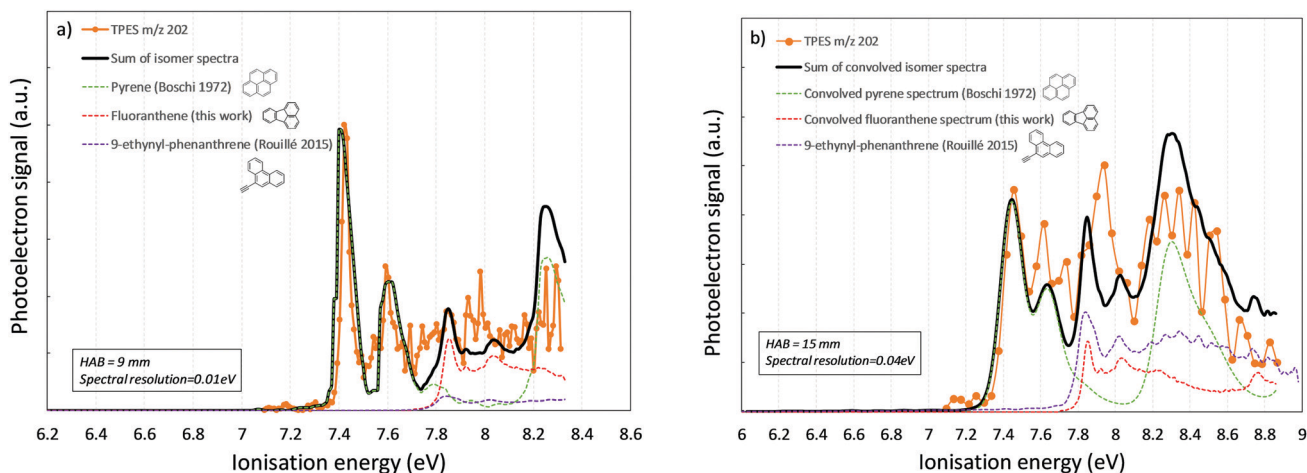 a)
TPES m/z 202
Sum of isomer spectra
Pyrene (Boschi 1972)
Fluoranthene (this work)
9-ethynyl-phenanthrene (Rouillé 2015)
Photoelectron signal (a.u.)
HAB = 9 mm
Spectral resolution=0.01eV
6.2 6.4 6.6 6.8 7 7.2 7.4 7.6 7.8 8 8.2 8.4 8.6
Ionisation energy (eV)
b)
TPES m/z 202
Sum of convolved isomer spectra
Convolved pyrene spectrum (Boschi 1972)
Convolved fluoranthene spectrum (this work)
9-ethynyl-phenanthrene (Rouillé 2015)
Photoelectron signal (a.u.)
HAB = 15 mm
Spectral resolution=0.04eV
6 6.2 6.4 6.6 6.8 7 7.2 7.4 7.6 7.8 8 8.2 8.4 8.6 8.8 9
Ionisation energy (eV)